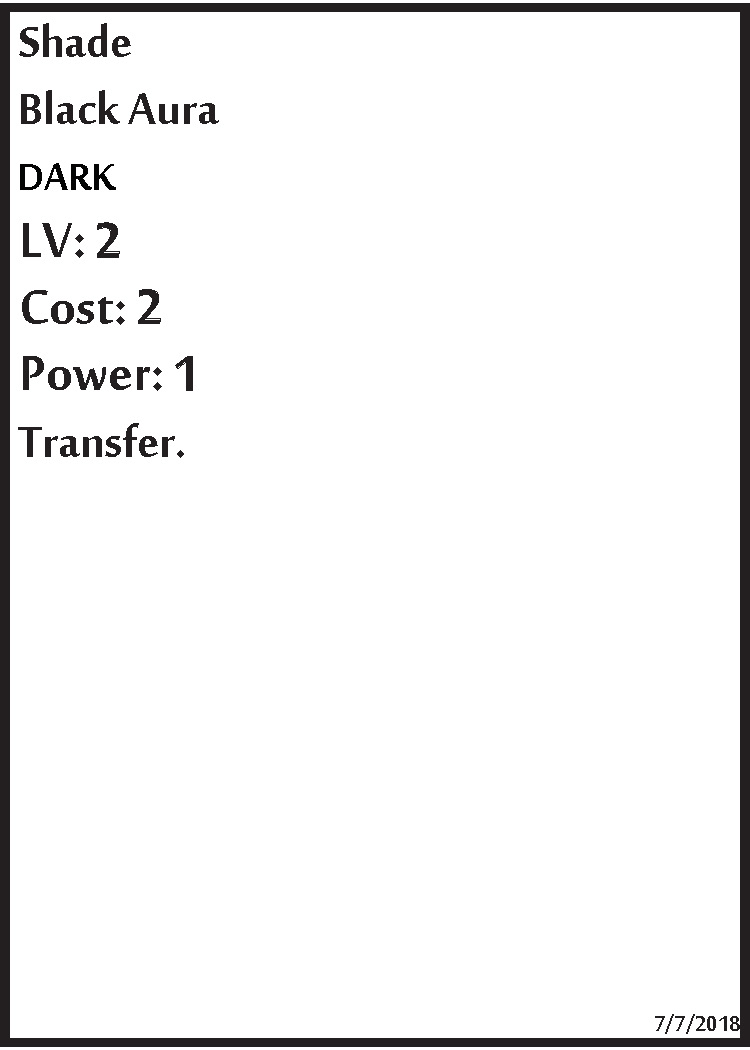 Shade
Black Aura
DARK
LV: 2
Cost: 2
Power: 1
Transfer.
7/7/2018